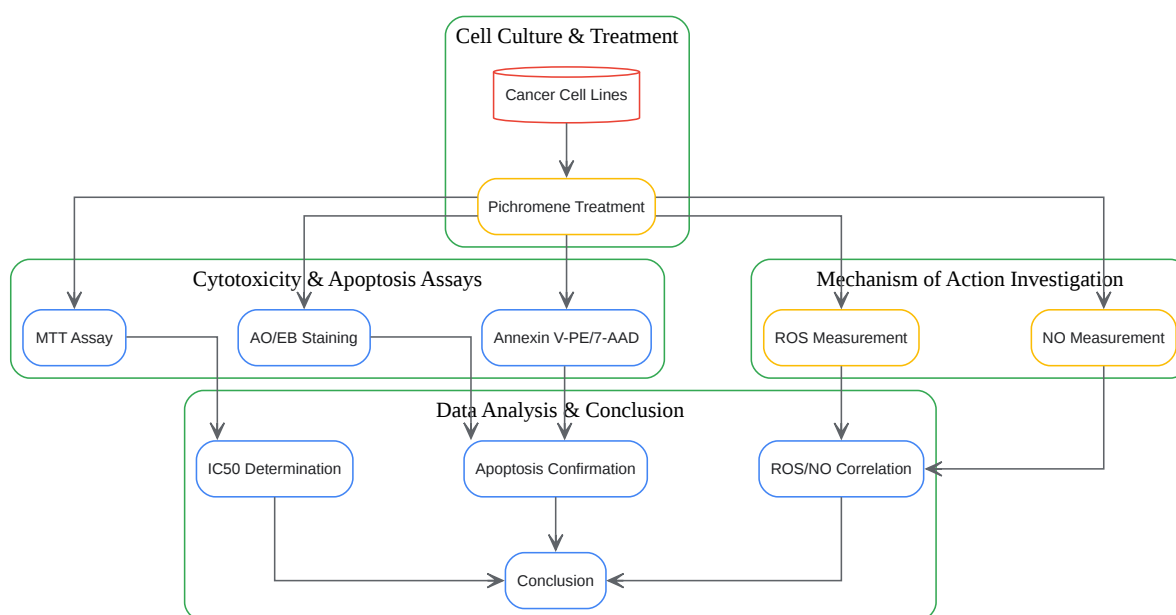 Cell Culture & Treatment
Cancer Cell Lines
Pichromene Treatment
Cytotoxicity & Apoptosis Assays
Mechanism of Action Investigation
MTT Assay
AO/EB Staining
Annexin V-PE/7-AAD
ROS Measurement
NO Measurement
Data Analysis & Conclusion
IC50 Determination
Apoptosis Confirmation
ROS/NO Correlation
Conclusion